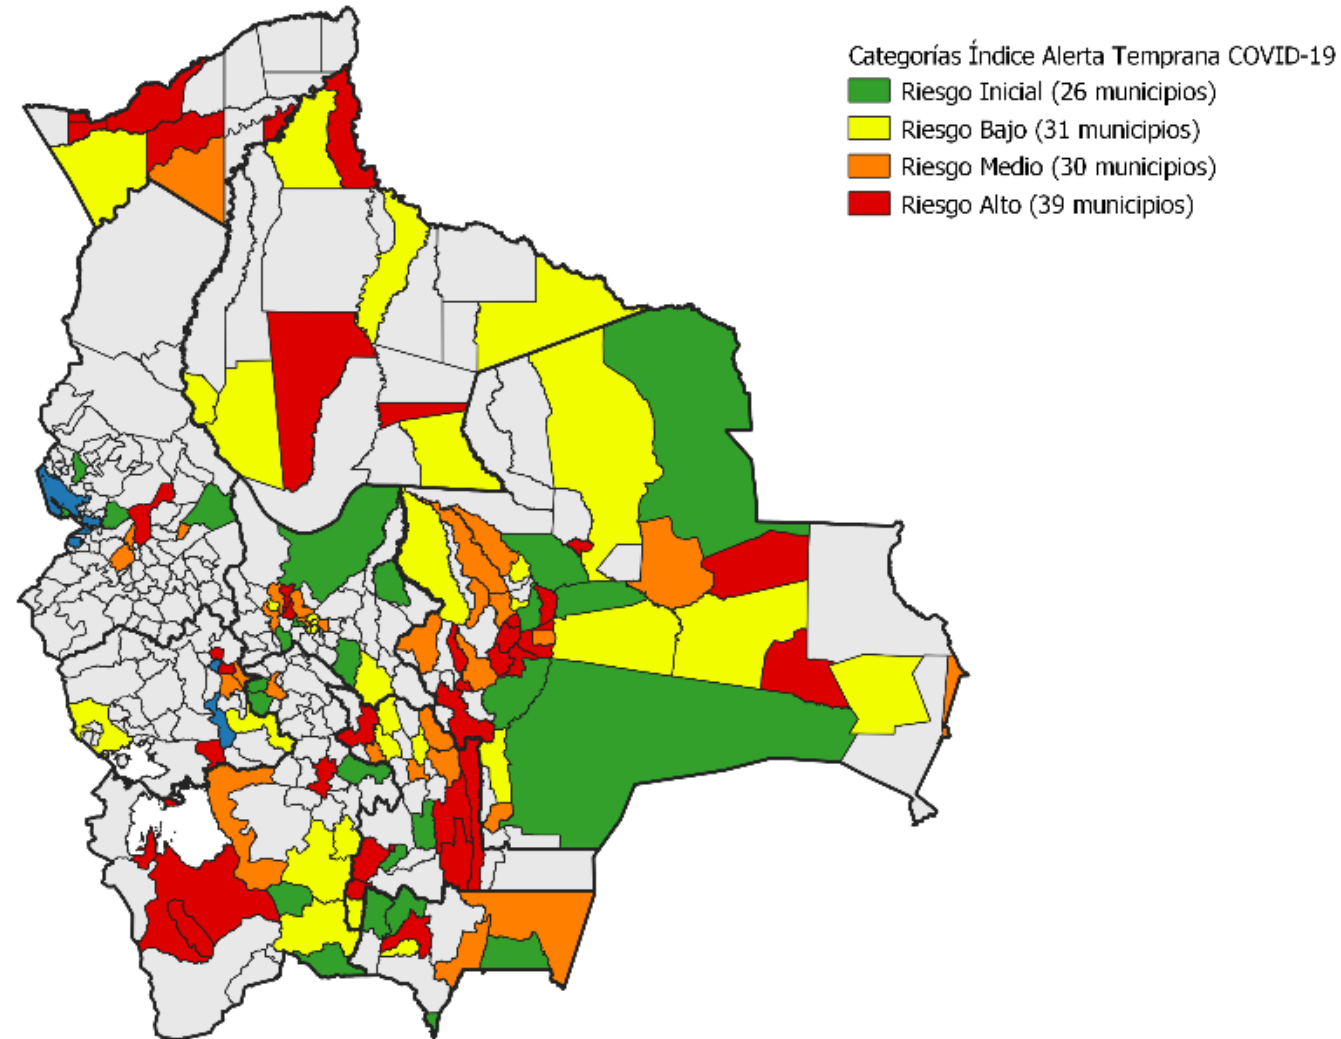 Categorías Índice Alerta Temprana COVID-19
Riesgo Inicial (26 municipios)
Riesgo Bajo (31 municipios)
Riesgo Medio (30 municipios)
Riesgo Alto (39 municipios)